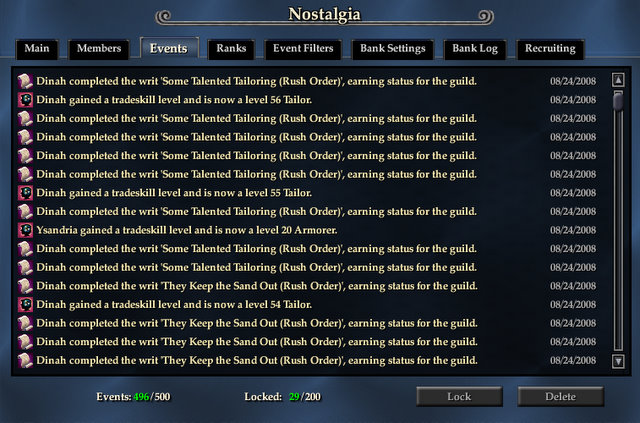 Nostalgia
Main Members Events Ranks Event Filters Bank Settings Bank Log Recruiting
Dinah completed the writ 'Some Talented Tailoring (Rush Order)', earning status for the guild. 08/24/2008
Dinah gained a tradeskill level and is now a level 56 Tailor. 08/24/2008
Dinah completed the writ 'Some Talented Tailoring (Rush Order)', earning status for the guild. 08/24/2008
Dinah completed the writ 'Some Talented Tailoring (Rush Order)', earning status for the guild. 08/24/2008
Dinah completed the writ 'Some Talented Tailoring (Rush Order)', earning status for the guild. 08/24/2008
Dinah completed the writ 'Some Talented Tailoring (Rush Order)', earning status for the guild. 08/24/2008
Dinah gained a tradeskill level and is now a level 55 Tailor. 08/24/2008
Dinah completed the writ 'Some Talented Tailoring (Rush Order)', earning status for the guild. 08/24/2008
Ysandria gained a tradeskill level and is now a level 20 Armorer. 08/24/2008
Dinah completed the writ 'Some Talented Tailoring (Rush Order)', earning status for the guild. 08/24/2008
Dinah completed the writ 'Some Talented Tailoring (Rush Order)', earning status for the guild. 08/24/2008
Dinah completed the writ 'They Keep the Sand Out (Rush Order)', earning status for the guild. 08/24/2008
Dinah gained a tradeskill level and is now a level 54 Tailor. 08/24/2008
Dinah completed the writ 'They Keep the Sand Out (Rush Order)', earning status for the guild. 08/24/2008
Dinah completed the writ 'They Keep the Sand Out (Rush Order)', earning status for the guild. 08/24/2008
Dinah completed the writ 'They Keep the Sand Out (Rush Order)', earning status for the guild. 08/24/2008
Events: 496/500 Locked: 29/200 Lock Delete